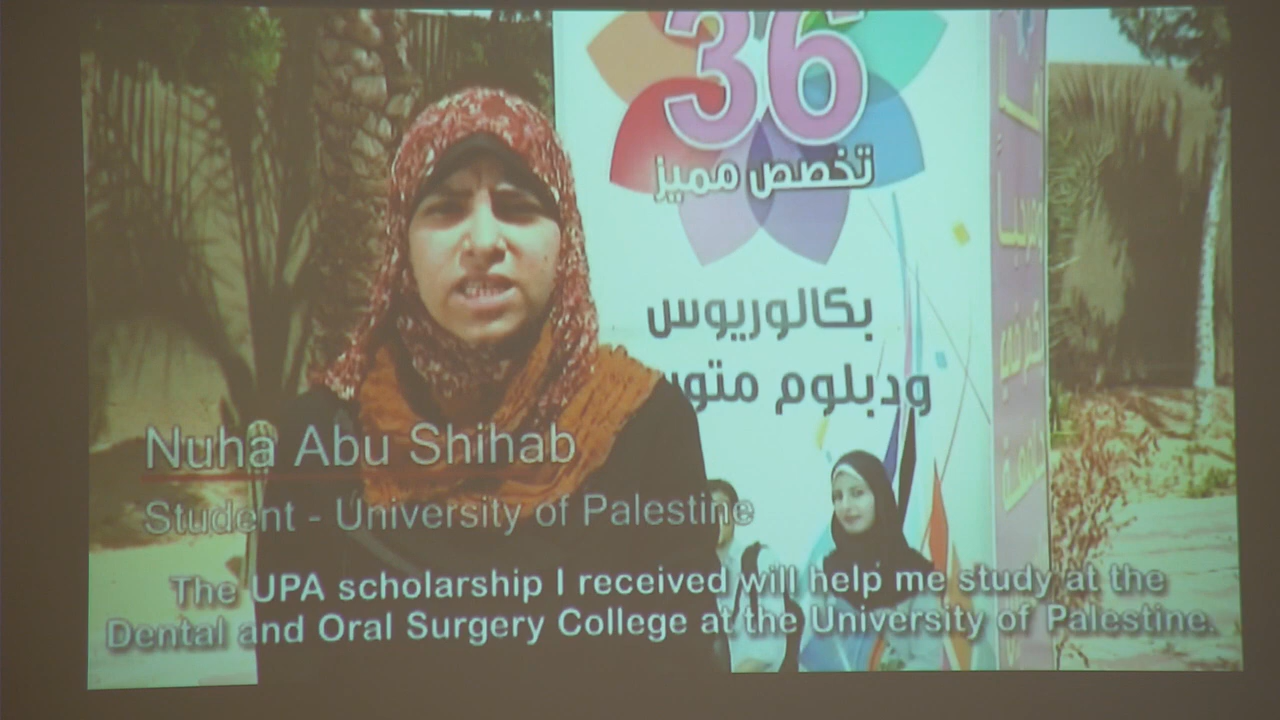 36
تخصص مميز
بكالوريوس
ودبلوم
Nuha Abu Shihab
Student - University of Palestine
The UPA scholarship I received will help me study at the
Dental and Oral Surgery College at the University of Palestine.